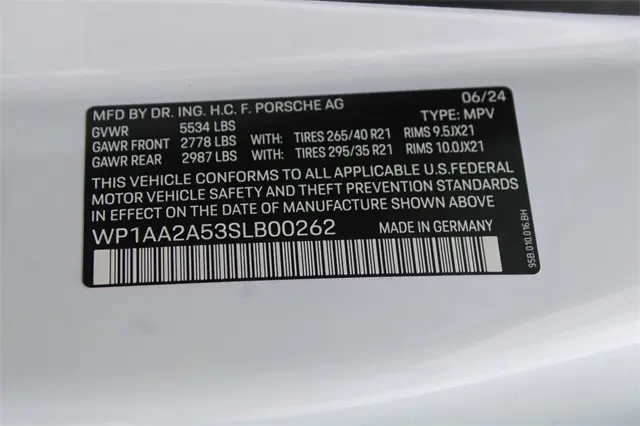 MFD BY DR. ING. H.C. F. PORSCHE AG 06/24
GVWR 5534 LBS TYPE: MPV
GAWR FRONT 2778 LBS WITH: TIRES 265/40 R21 RIMS 9.5JX21
GAWR REAR 2987 LBS WITH: TIRES 295/35 R21 RIMS 10.0JX21
THIS VEHICLE CONFORMS TO ALL APPLICABLE U.S.FEDERAL
MOTOR VEHICLE SAFETY AND THEFT PREVENTION STANDARDS
IN EFFECT ON THE DATE OF MANUFACTURE SHOWN ABOVE
WP1AA2A53SLB00262
95B.010.016.BH